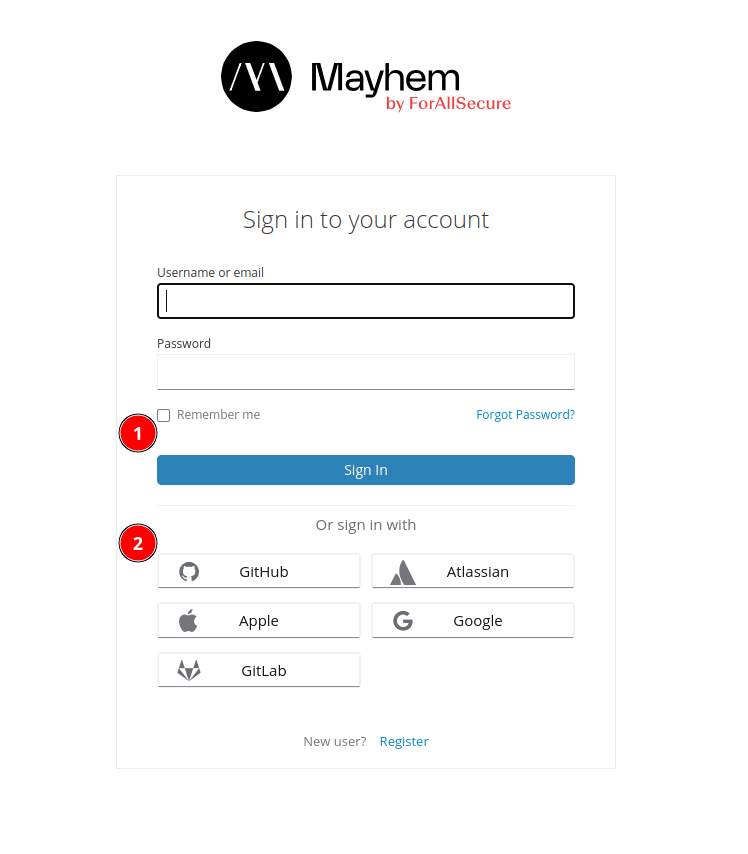 Mayhem
by ForAllSecure
Sign in to your account
Username or email
Password
Remember me Forgot Password?
1
Sign In
Or sign in with
2
GitHub Atlassian
Apple Google
GitLab
New user? Register